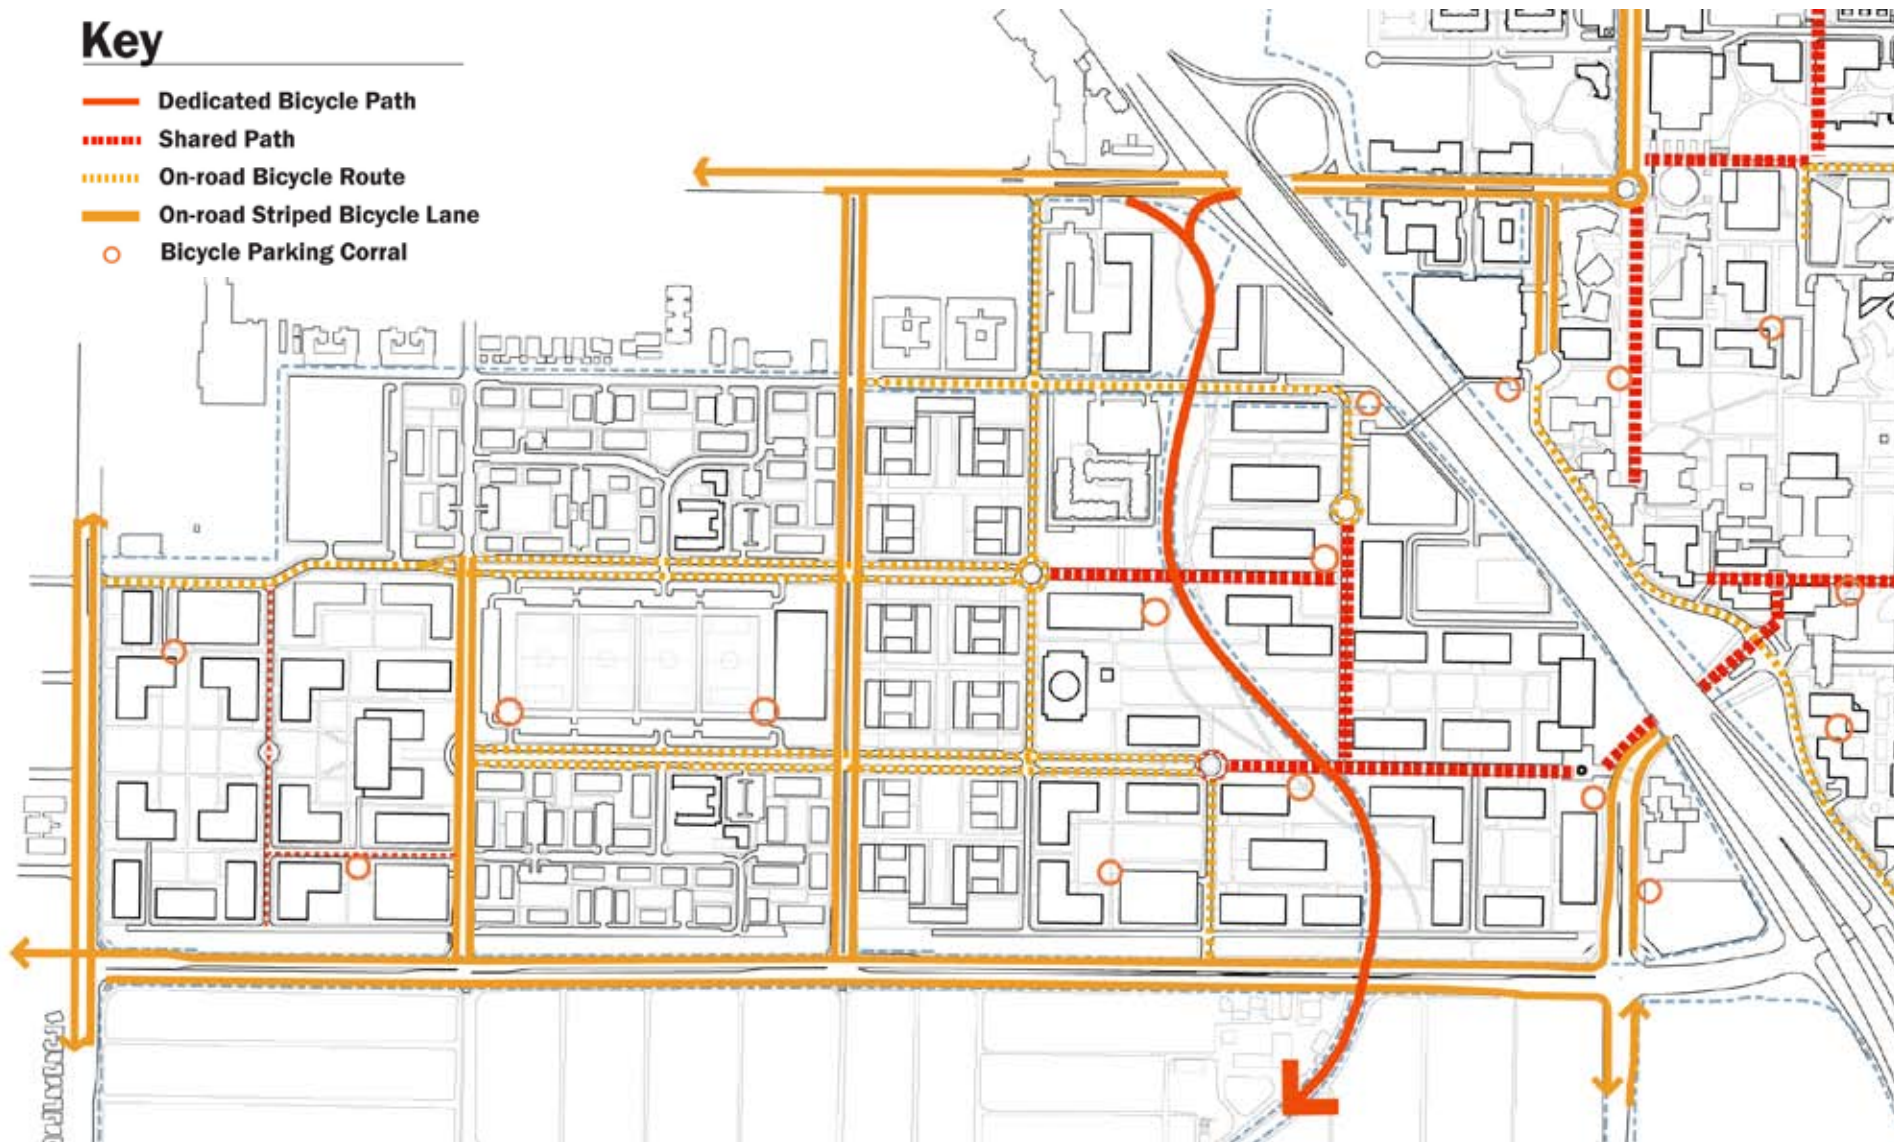 Key
Dedicated Bicycle Path
Shared Path
On-road Bicycle Route
On-road Striped Bicycle Lane
Bicycle Parking Corral